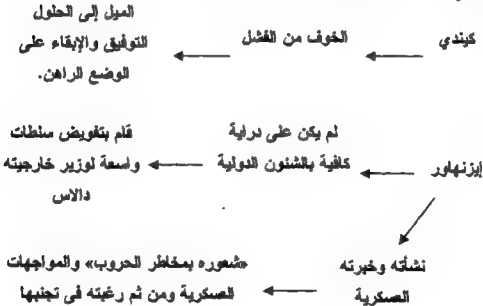 الميل إلى الحلول
التوفيق والإبقاء على
الوضع الراهن.
الخوف من الفشل
كيندي
قام بتفويض سلطات
واسعة لوزير خارجيته
دالاس
لم يكن على دراية
كافية بالشئون الدولية
إيزنهاور
نشأته وخبرته
العسكرية
«شعوره بمخاطر الحروب» والمواجهات
العسكرية ومن ثم رغبته فى تجنبها